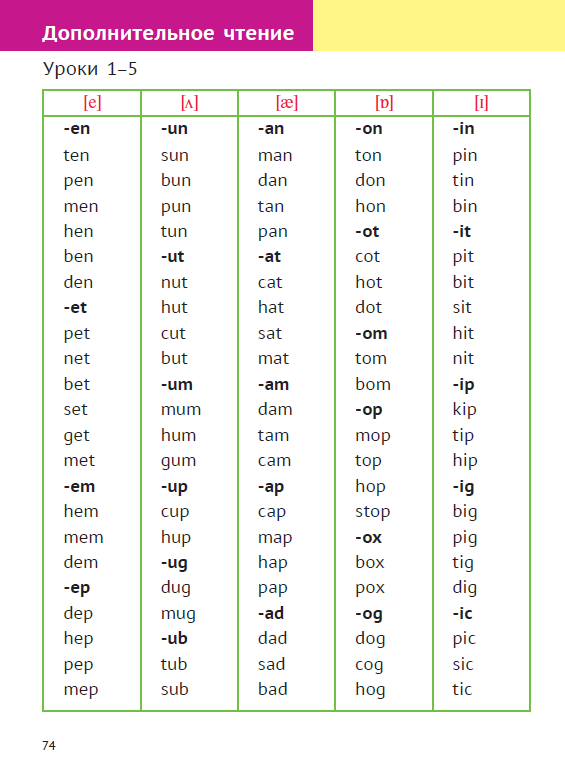 Дополнительное чтение
Уроки 1–5
[e] [ʌ] [æ] [ɒ] [ɪ]
-en -un -an -on -in
ten sun man ton pin
pen bun dan don tin
men pun tan hon bin
hen tun pan -ot -it
ben -ut -at cot pit
den nut cat hot bit
-et hut hat dot sit
pet cut sat -om hit
net but mat tom nit
bet -um -am bom -ip
set mum dam -op kip
get hum tam mop tip
met gum cam top hip
-em -up -ap hop -ig
hem cup cap stop big
mem hup map -ox pig
dem -ug hap box tig
-ep dug pap pox dig
dep mug -ad -og -ic
hep -ub dad dog pic
pep tub sad cog sic
mep sub bad hog tic
74